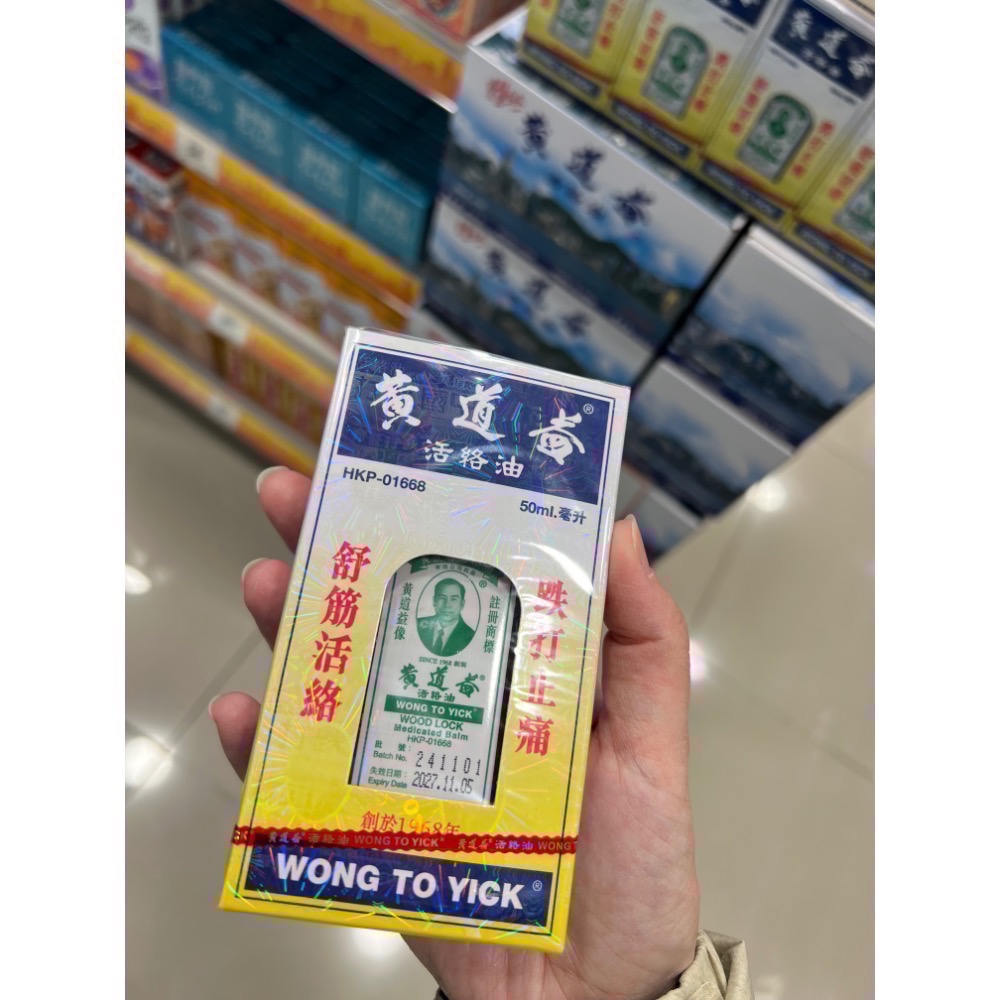 黃道益
黃道益®
活絡油
HKP-01668
50ml.毫升
舒筋活絡
跌打止痛
黃道益像
註冊商標
®
SINCE 1968 創製
黃道益®
活絡油
WONG TO YICK®
WOOD LOCK
Medicated Balm
HKP-01668
批 號:
Batch No. 241101
失效日期:
Expiry Date 2027.11.05
創於1968年
黃道益®活絡油 WONG TO YICK® 黃道益®活絡油 WONG
WONG TO YICK®